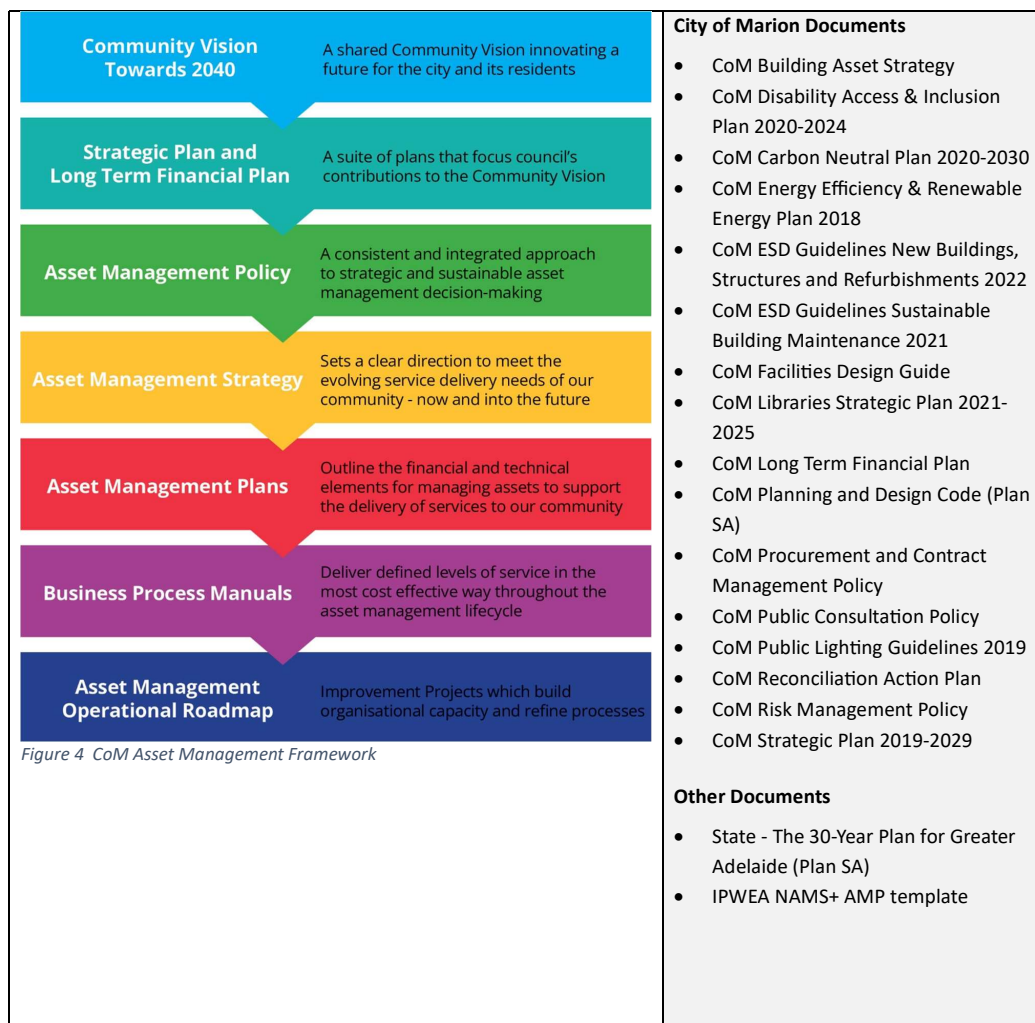 Community Vision
Towards 2040
A shared Community Vision innovating a
future for the city and its residents
Strategic Plan and
Long Term Financial Plan
A suite of plans that focus council's
contributions to the Community Vision
Asset Management Policy
A consistent and integrated approach
to strategic and sustainable asset
management decision-making
Asset Management Strategy
Sets a clear direction to meet the
evolving service delivery needs of our
community - now and into the future
Asset Management Plans
Outline the financial and technical
elements for managing assets to support
the delivery of services to our community
Business Process Manuals
Deliver defined levels of service in the
most cost effective way throughout the
asset management lifecycle
Asset Management
Operational Roadmap
Improvement Projects which build
organisational capacity and refine processes
Figure 4 CoM Asset Management Framework
City of Marion Documents
• CoM Building Asset Strategy
• CoM Disability Access & Inclusion
Plan 2020-2024
• CoM Carbon Neutral Plan 2020-2030
• CoM Energy Efficiency & Renewable
Energy Plan 2018
• CoM ESD Guidelines New Buildings,
Structures and Refurbishments 2022
• CoM ESD Guidelines Sustainable
Building Maintenance 2021
• CoM Facilities Design Guide
• CoM Libraries Strategic Plan 2021-
2025
• CoM Long Term Financial Plan
• CoM Planning and Design Code (Plan
SA)
• CoM Procurement and Contract
Management Policy
• CoM Public Consultation Policy
• CoM Public Lighting Guidelines 2019
• CoM Reconciliation Action Plan
• CoM Risk Management Policy
• CoM Strategic Plan 2019-2029
Other Documents
• State - The 30-Year Plan for Greater
Adelaide (Plan SA)
• IPWEA NAMS+ AMP template